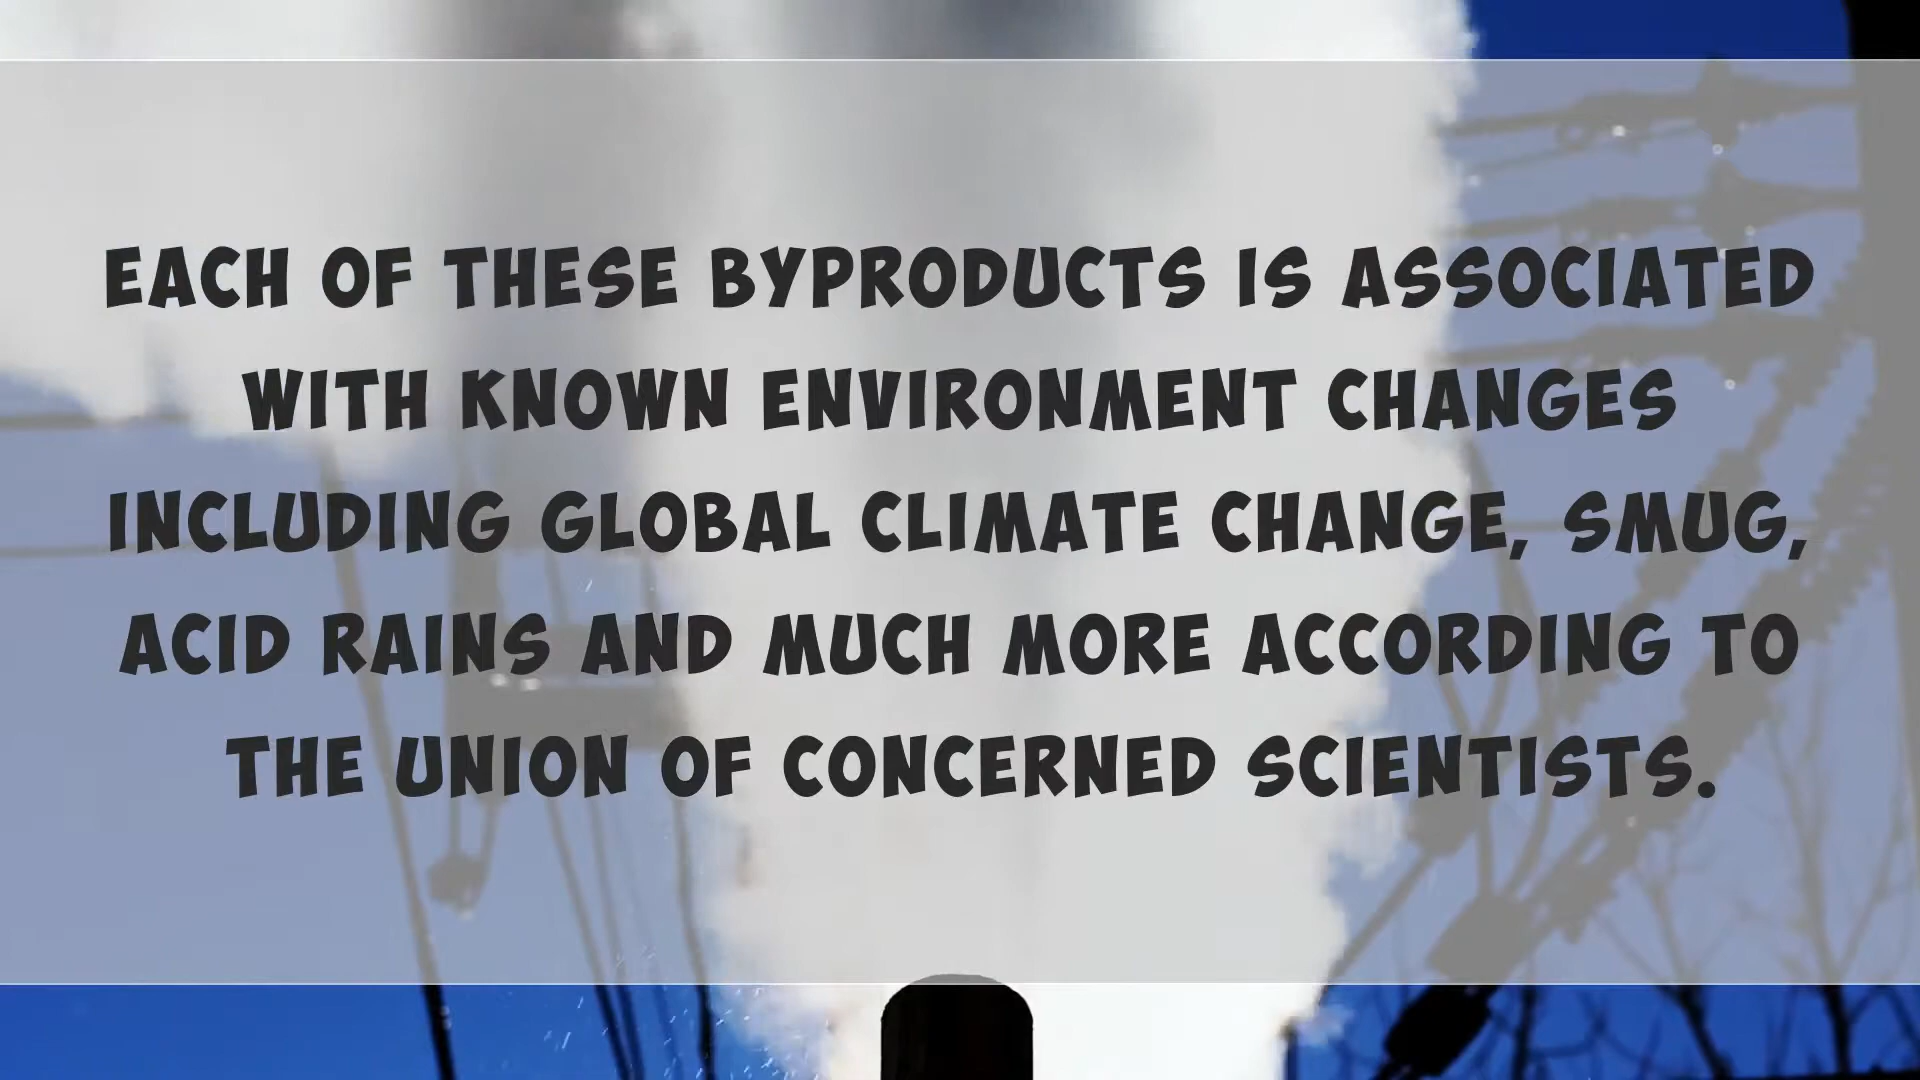 EACH OF THESE BYPRODUCTS IS ASSOCIATED
WITH KNOWN ENVIRONMENT CHANGES
INCLUDING GLOBAL CLIMATE CHANGE, SMUG,
ACID RAINS AND MUCH MORE ACCORDING TO
THE UNION OF CONCERNED SCIENTISTS.